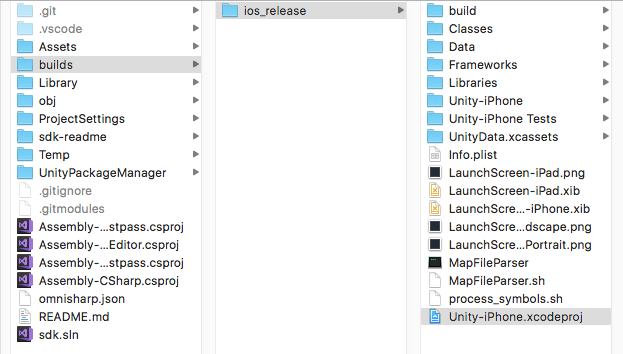 .git
.vscode
Assets
builds
Library
obj
ProjectSettings
sdk-readme
Temp
UnityPackageManager
.gitignore
.gitmodules
Assembly-...stpass.csproj
Assembly-...Editor.csproj
Assembly-...stpass.csproj
Assembly-CSharp.csproj
omnisharp.json
README.md
sdk.sln
ios_release
build
Classes
Data
Frameworks
Libraries
Unity-iPhone
Unity-iPhone Tests
UnityData.xcassets
Info.plist
LaunchScreen-iPad.png
LaunchScreen-iPad.xib
LaunchScre...-iPhone.xib
LaunchScre...dscape.png
LaunchScre...Portrait.png
MapFileParser
MapFileParser.sh
process_symbols.sh
Unity-iPhone.xcodeproj